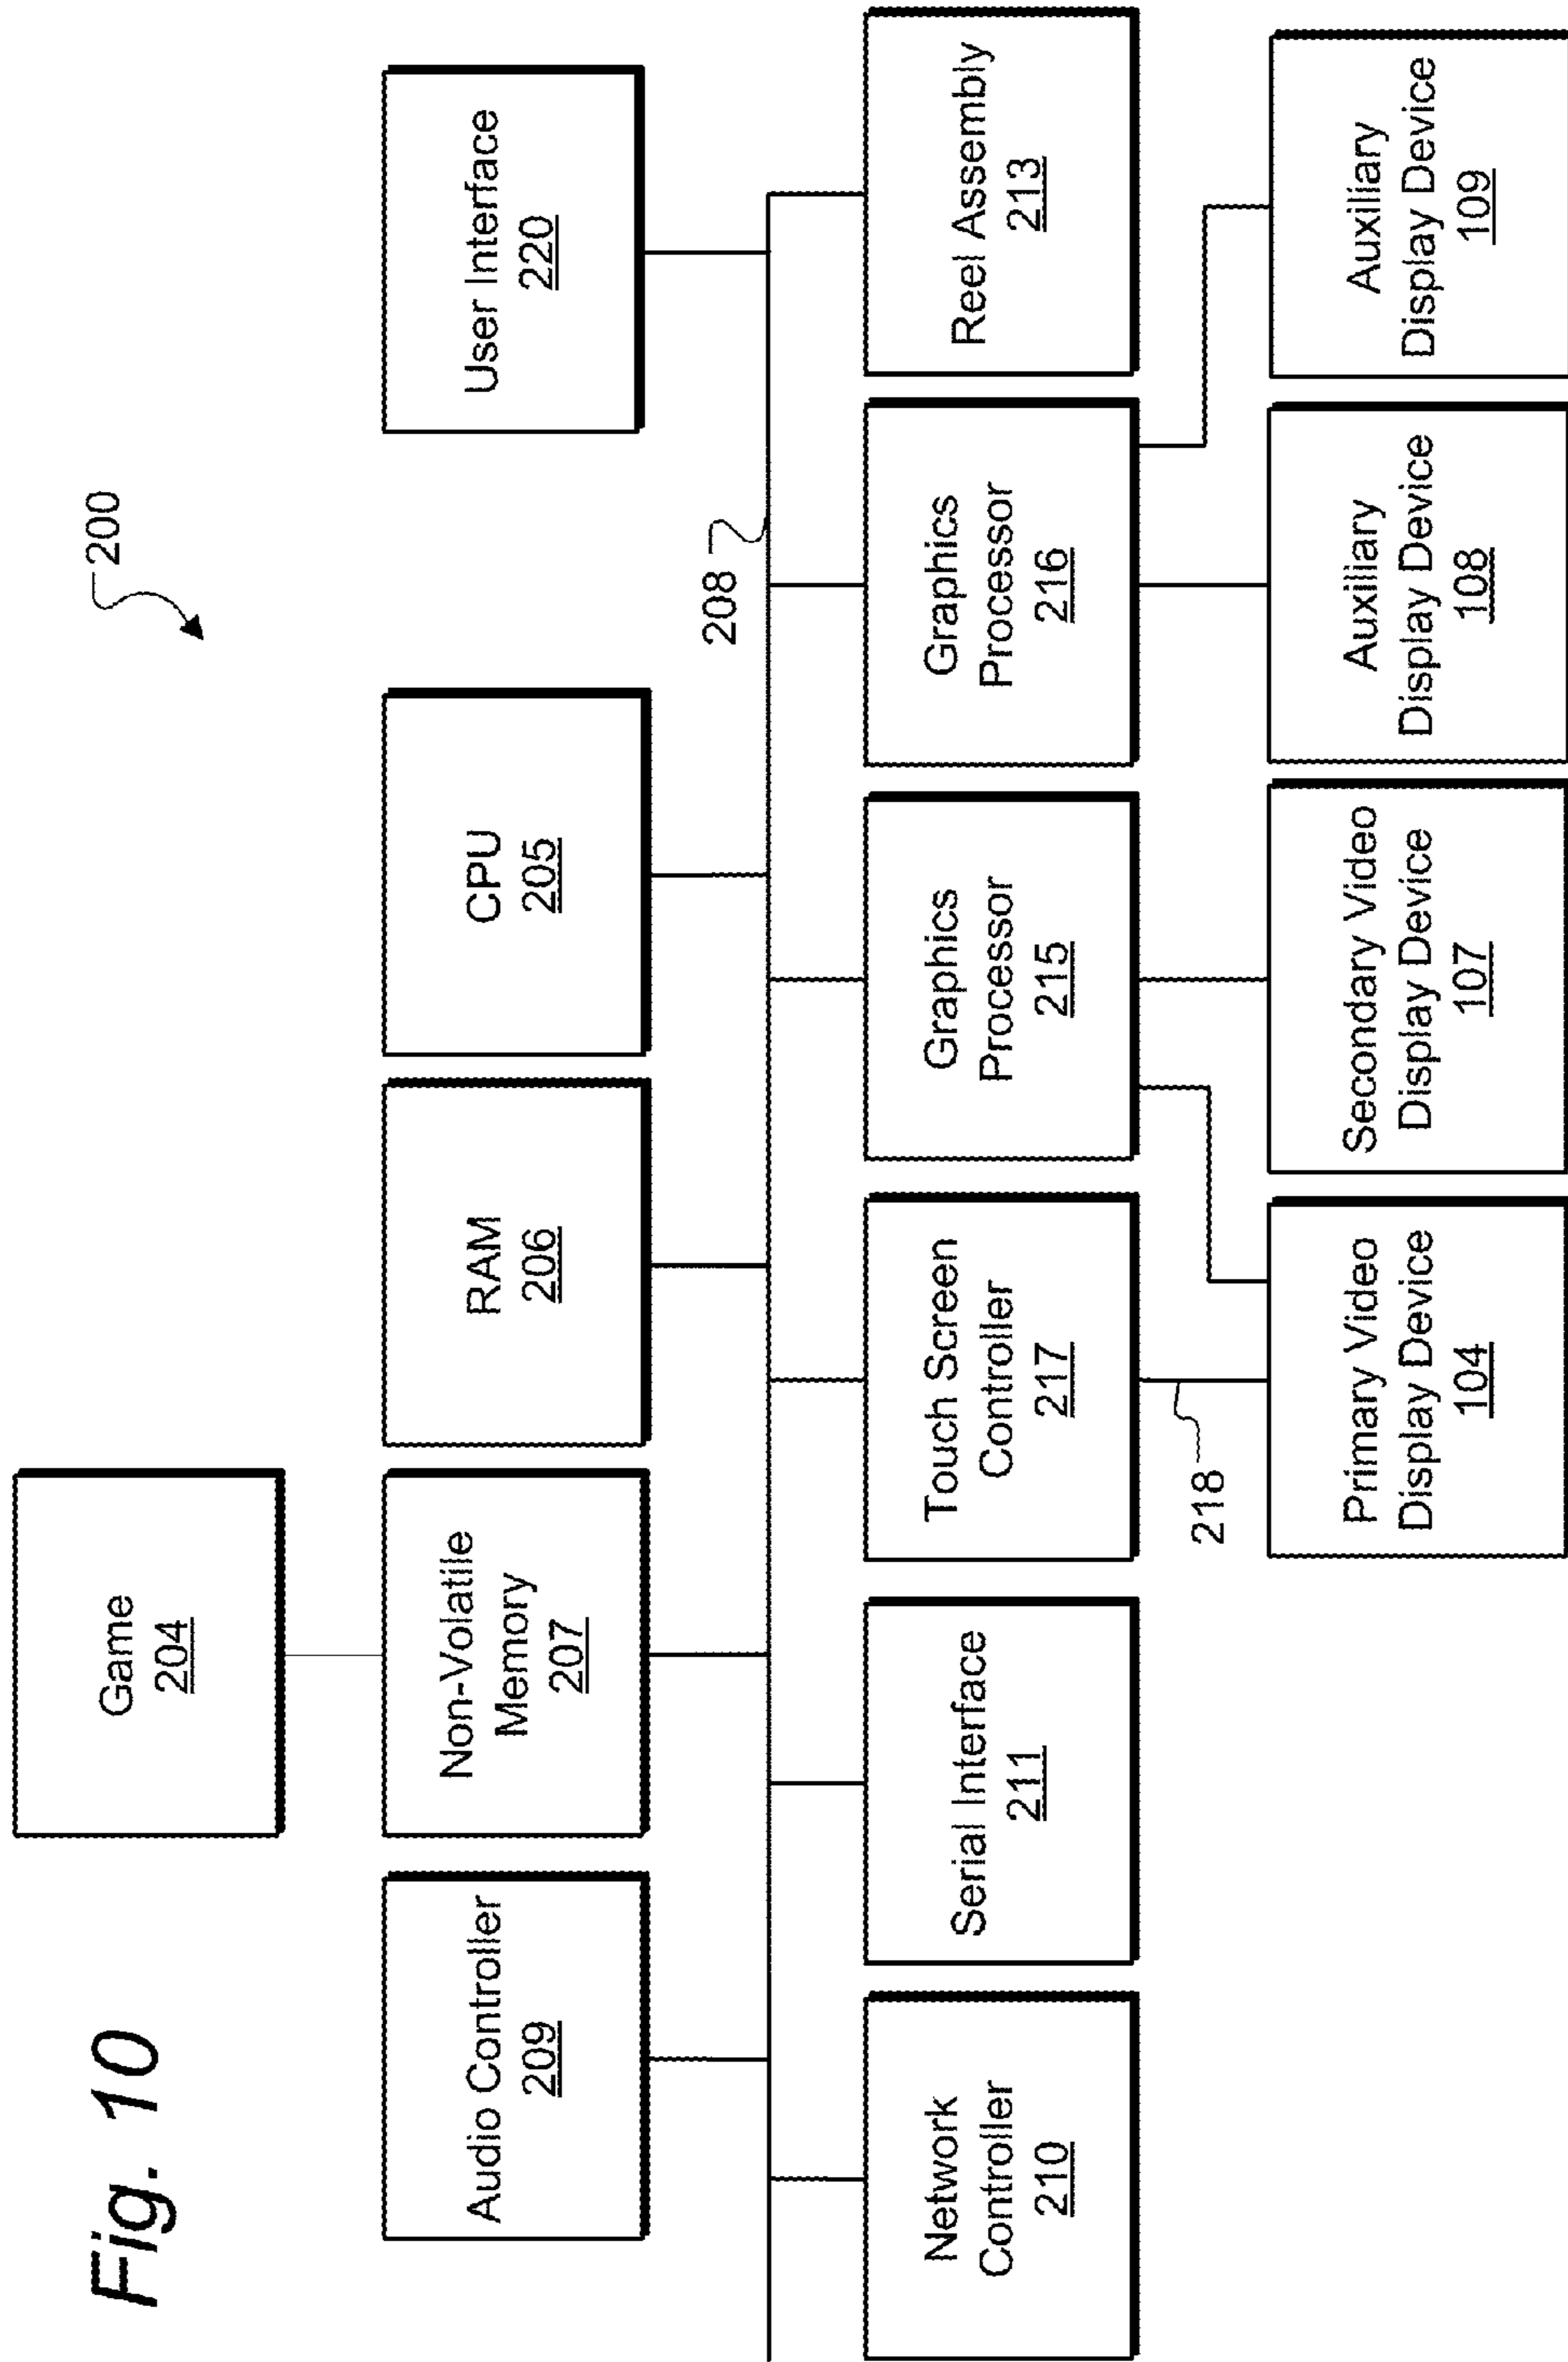 Fig. 10
200
Game
204
Audio Controller
209
Non-Volatile
Memory
207
RAM
206
CPU
205
User Interface
220
208
Network
Controller
210
Serial Interface
211
Touch Screen
Controller
217
Graphics
Processor
215
Graphics
Processor
216
Reel Assembly
213
218
Primary Video
Display Device
104
Secondary Video
Display Device
107
Auxiliary
Display Device
108
Auxiliary
Display Device
109